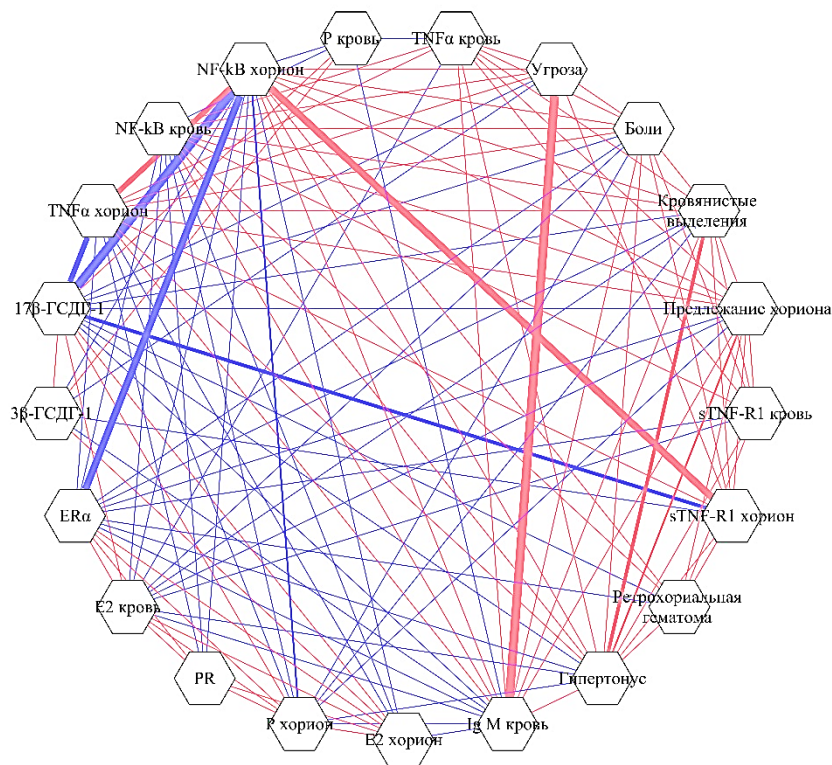 P кровь
TNFα кровь
NF-kB хорион
Угроза
NF-kB кровь
Боли
TNFα хорион
Кровянистые
выделения
17β-ГСДГ-1
Предлежание хориона
3β-ГСДГ-1
sTNF-R1 кровь
ERα
sTNF-R1 хорион
E2 кровь
Ретрохориальная
гематома
PR
Гипертонус
P хорион
E2 хорион
Ig M кровь